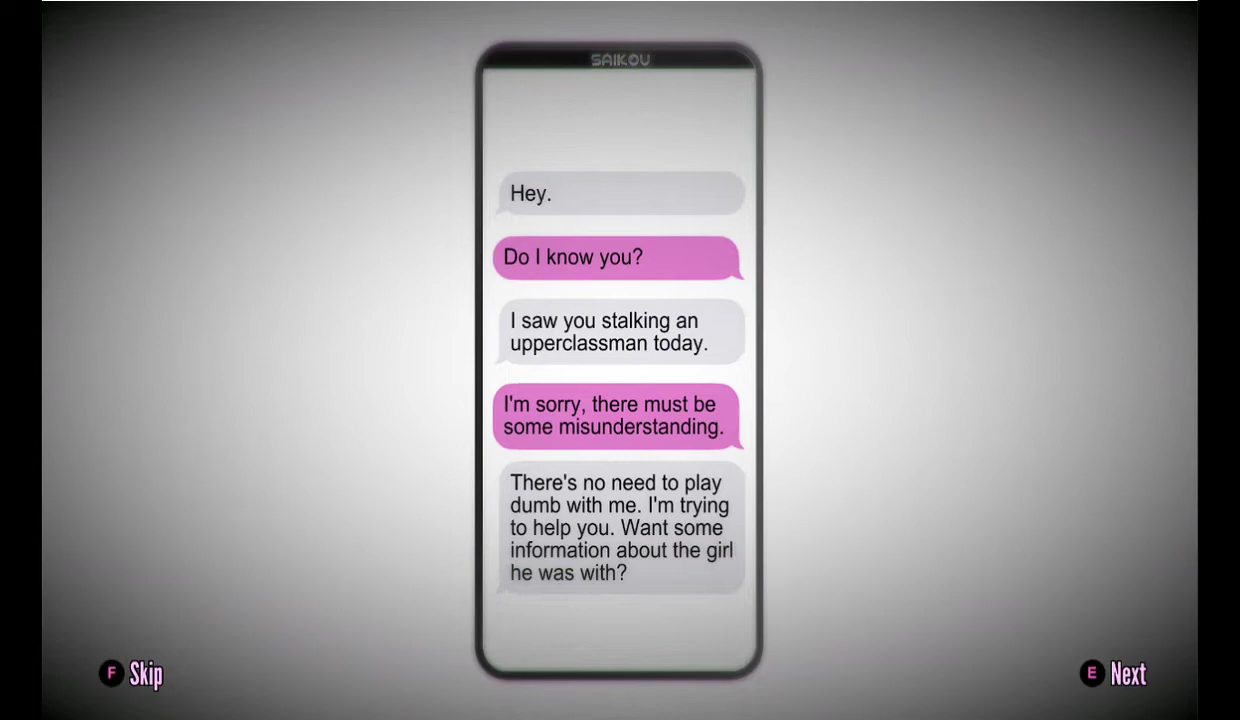 SAIKOU
Hey.
Do I know you?
I saw you stalking an
upperclassman today.
I'm sorry, there must be
some misunderstanding.
There's no need to play
dumb with me. I'm trying
to help you. Want some
information about the girl
he was with?
F Skip
E Next